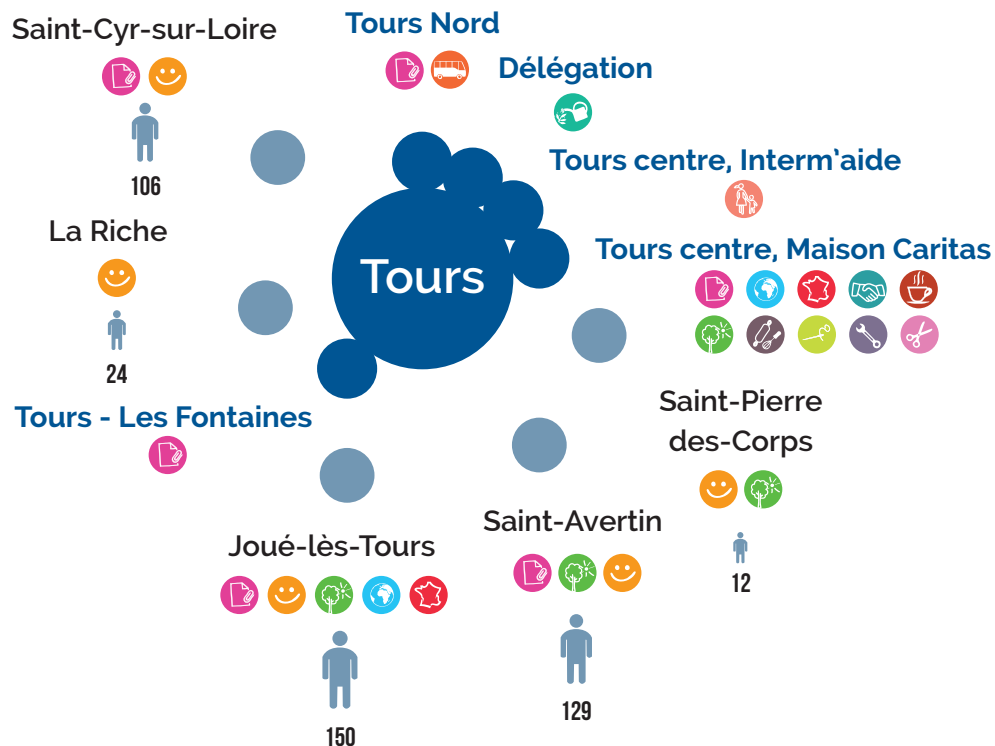 Saint-Cyr-sur-Loire
106
Tours Nord
Délégation
Tours centre, Interm'aide
Tours centre, Maison Caritas
La Riche
24
Tours
Tours - Les Fontaines
Saint-Pierre
des-Corps
12
Joué-lès-Tours
150
Saint-Avertin
129